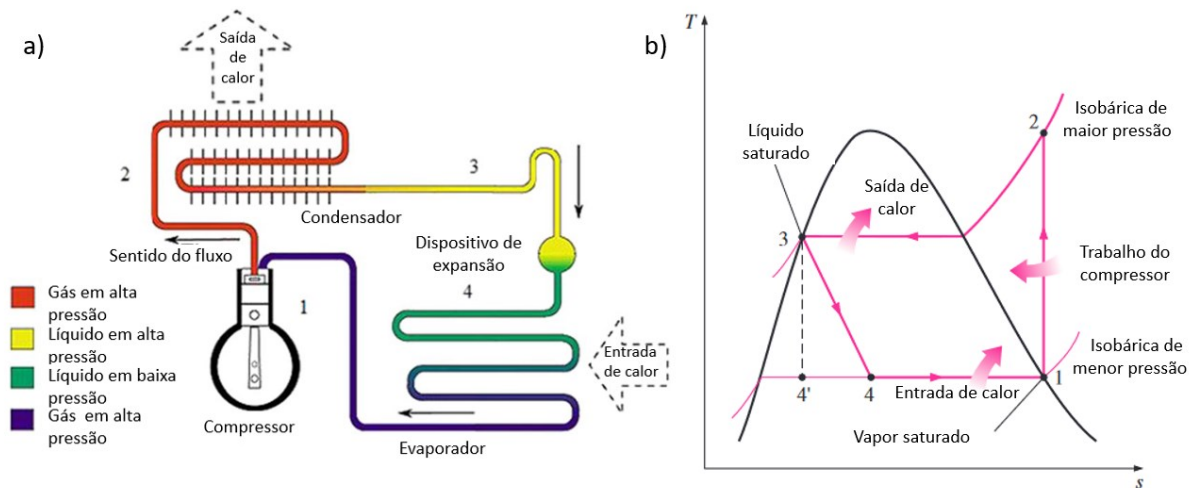 a)
Saída
de
calor
2
3
Condensador
Sentido do fluxo
Dispositivo de
expansão
4
1
Gás em alta
pressão
Líquido em alta
pressão
Líquido em baixa
pressão
Gás em alta
pressão
Entrada
de calor
Compressor
Evaporador
b)
T
Líquido
saturado
2
Isobárica de
maior pressão
Saída de
calor
3
Trabalho do
compressor
Isobárica de
menor pressão
4'
4
Entrada de calor
1
Vapor saturado
s